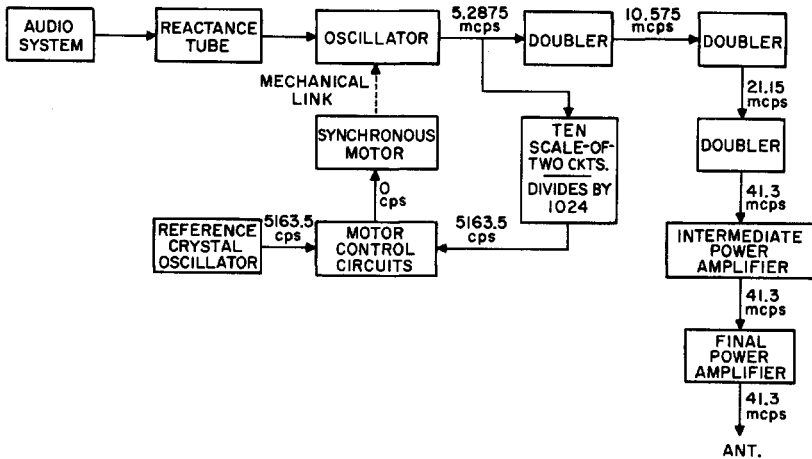 AUDIO
SYSTEM
REACTANCE
TUBE
OSCILLATOR
5.2875
mcps
DOUBLER
10.575
mcps
DOUBLER
MECHANICAL
LINK
21.15
mcps
SYNCHRONOUS
MOTOR
TEN
SCALE-OF-
TWO CKTS.
DIVIDES BY
1024
DOUBLER
0
cps
41.3
mcps
REFERENCE
CRYSTAL
OSCILLATOR
5163.5
cps
MOTOR
CONTROL
CIRCUITS
5163.5
cps
INTERMEDIATE
POWER
AMPLIFIER
41.3
mcps
FINAL
POWER
AMPLIFIER
41.3
mcps
ANT.